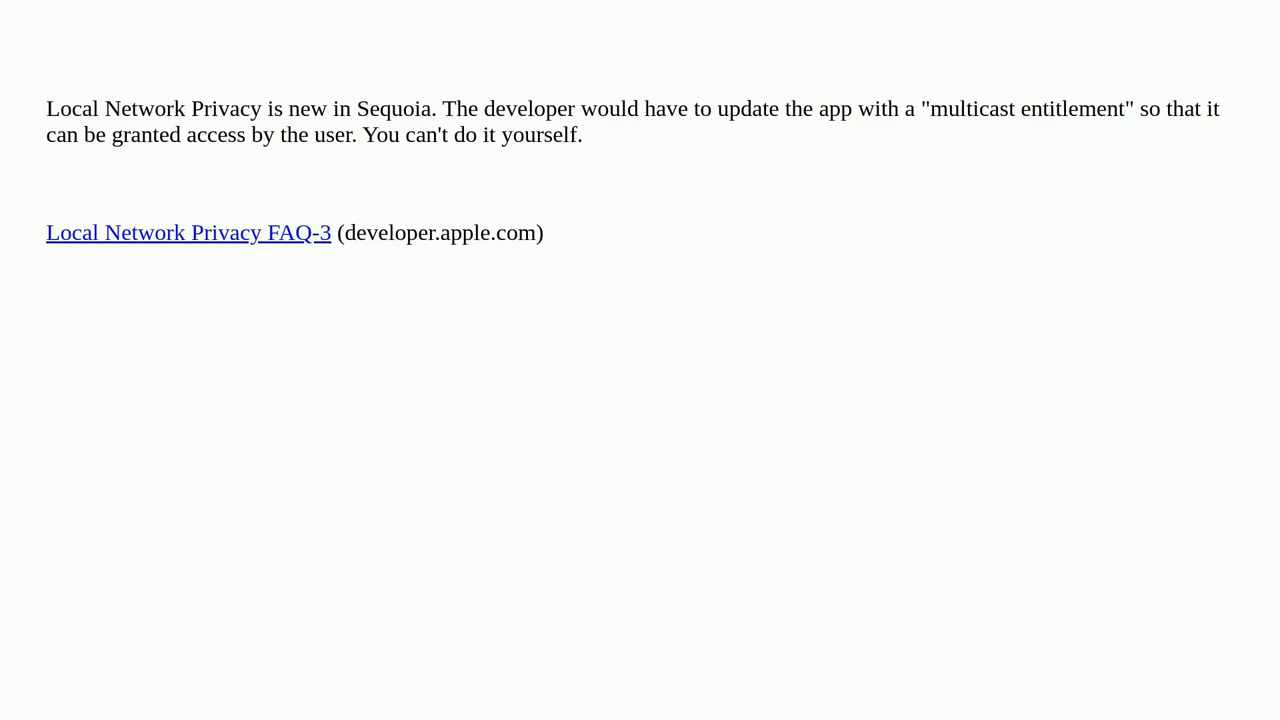 Local Network Privacy is new in Sequoia. The developer would have to update the app with a "multicast entitlement" so that it
can be granted access by the user. You can't do it yourself.
Local Network Privacy FAQ-3 (developer.apple.com)